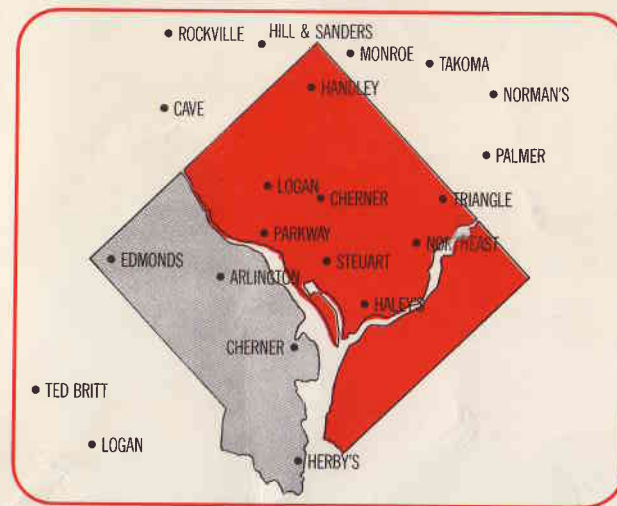 ROCKVILLE
HILL & SANDERS
MONROE
TAKOMA
HANDLEY
NORMAN'S
CAVE
PALMER
LOGAN
CHERNER
TRIANGLE
PARKWAY
NORTHEAST
EDMONDS
STEUART
ARLINGTON
HALEY'S
CHERNER
TED BRITT
LOGAN
HERBY'S